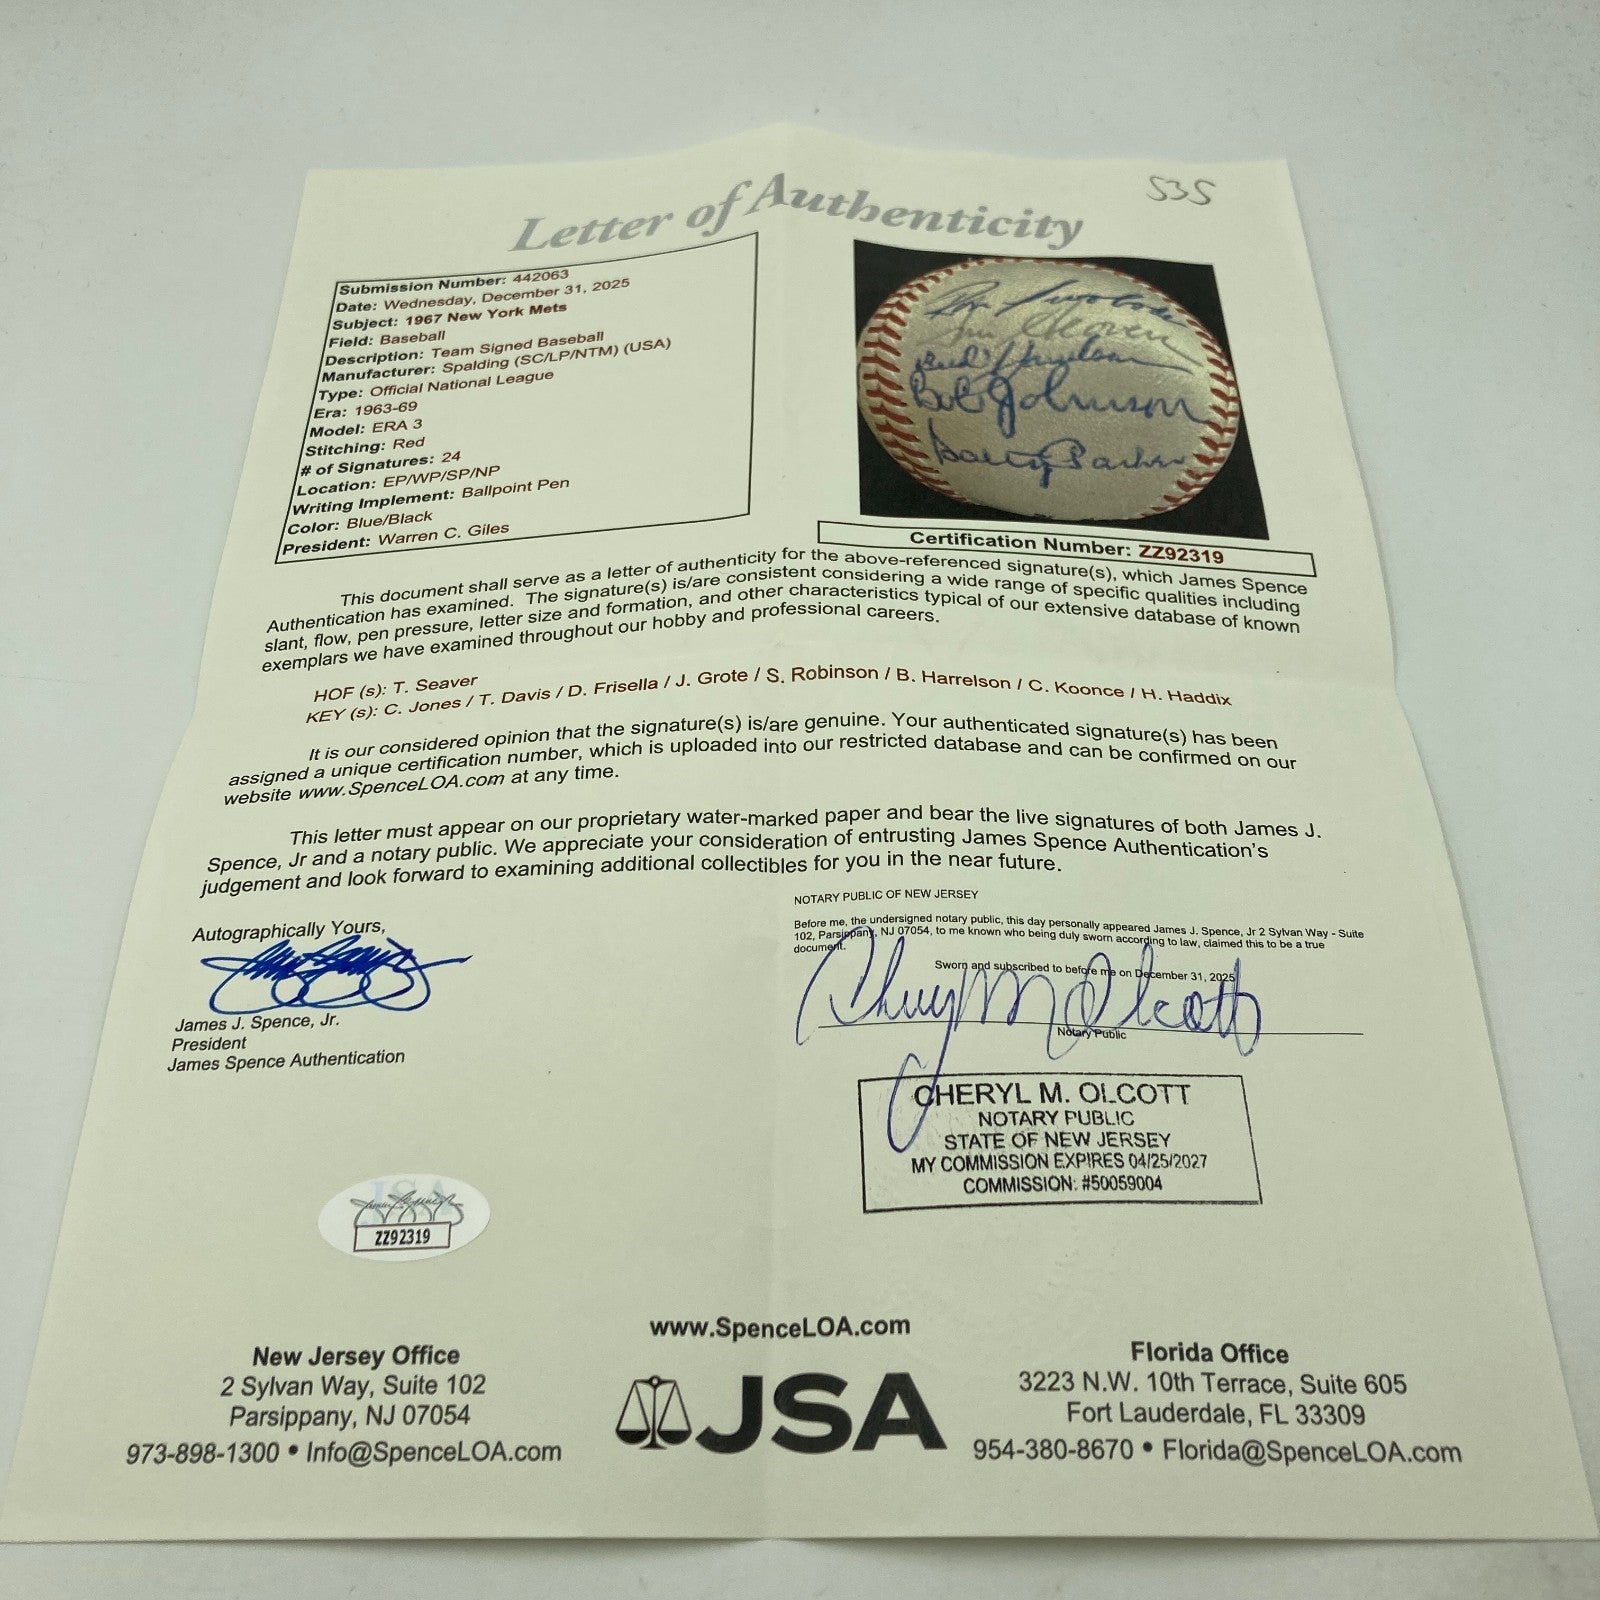 Letter of Authenticity
535
Submission Number: 442063
Date: Wednesday, December 31, 2025
Subject: 1967 New York Mets
Field: Baseball
Description: Team Signed Baseball
Manufacturer: Spalding (SC/LP/NTM) (USA)
Type: Official National League
Era: 1963-69
Model: ERA 3
Stitching: Red
# of Signatures: 24
Location: EP/WP/SP/NP
Writing Implement: Ballpoint Pen
Color: Blue/Black
President: Warren C. Giles
Ron Swoboda
Tom Seaver
Bud Harrelson
Bob Johnson
Salty Parker
Certification Number: ZZ92319
This document shall serve as a letter of authenticity for the above-referenced signature(s), which James Spence
Authentication has examined. The signature(s) is/are consistent considering a wide range of specific qualities including
slant, flow, pen pressure, letter size and formation, and other characteristics typical of our extensive database of known
exemplars we have examined throughout our hobby and professional careers.
HOF (s): T. Seaver
KEY (s): C. Jones / T. Davis / D. Frisella / J. Grote / S. Robinson / B. Harrelson / C. Koonce / H. Haddix
It is our considered opinion that the signature(s) is/are genuine. Your authenticated signature(s) has been
assigned a unique certification number, which is uploaded into our restricted database and can be confirmed on our
website www.SpenceLOA.com at any time.
This letter must appear on our proprietary water-marked paper and bear the live signatures of both James J.
Spence, Jr and a notary public. We appreciate your consideration of entrusting James Spence Authentication's
judgement and look forward to examining additional collectibles for you in the near future.
Autographically Yours,
James J. Spence, Jr.
President
James Spence Authentication
NOTARY PUBLIC OF NEW JERSEY
Before me, the undersigned notary public, this day personally appeared James J. Spence, Jr 2 Sylvan Way - Suite
102, Parsippany, NJ 07054, to me known who being duly sworn according to law, claimed this to be a true
document.
Sworn and subscribed to before me on December 31, 2025
Cheryl M Olcott
Notary Public
CHERYL M. OLCOTT
NOTARY PUBLIC
STATE OF NEW JERSEY
MY COMMISSION EXPIRES 04/25/2027
COMMISSION: #50059004
JSA
ZZ92319
www.SpenceLOA.com
New Jersey Office
2 Sylvan Way, Suite 102
Parsippany, NJ 07054
973-898-1300 • Info@SpenceLOA.com
JSA
Florida Office
3223 N.W. 10th Terrace, Suite 605
Fort Lauderdale, FL 33309
954-380-8670 • Florida@SpenceLOA.com